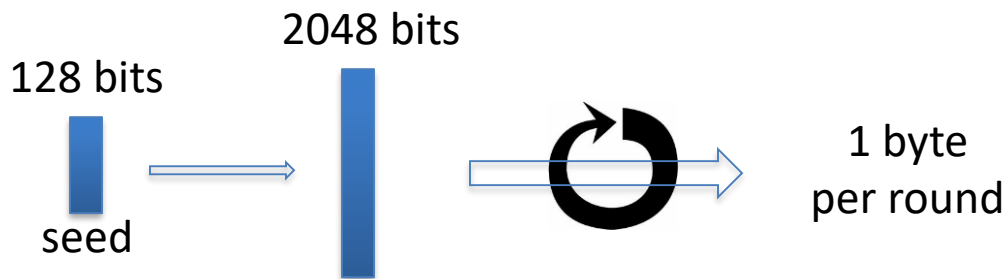 2048 bits
128 bits
seed
1 byte
per round